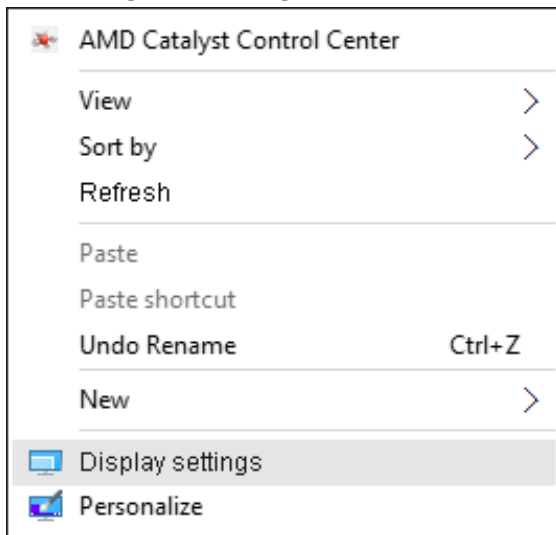 AMD Catalyst Control Center
View
Sort by
Refresh
Paste
Paste shortcut
Undo Rename Ctrl+Z
New
Display settings
Personalize